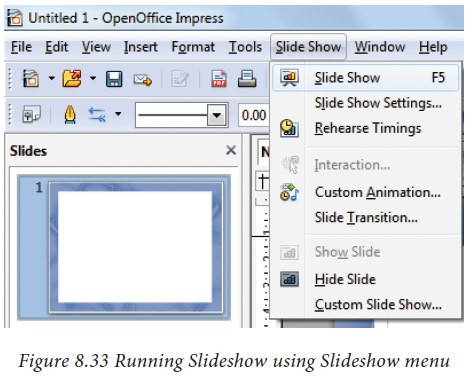 Untitled 1 - OpenOffice Impress
File Edit View Insert Format Tools Slide Show Window Help
Slide Show F5
Slide Show Settings...
0.00
Rehearse Timings
Slides
N
Interaction...
1
Custom Animation...
Slide Transition...
Show Slide
Hide Slide
Custom Slide Show...
Figure 8.33 Running Slideshow using Slideshow menu